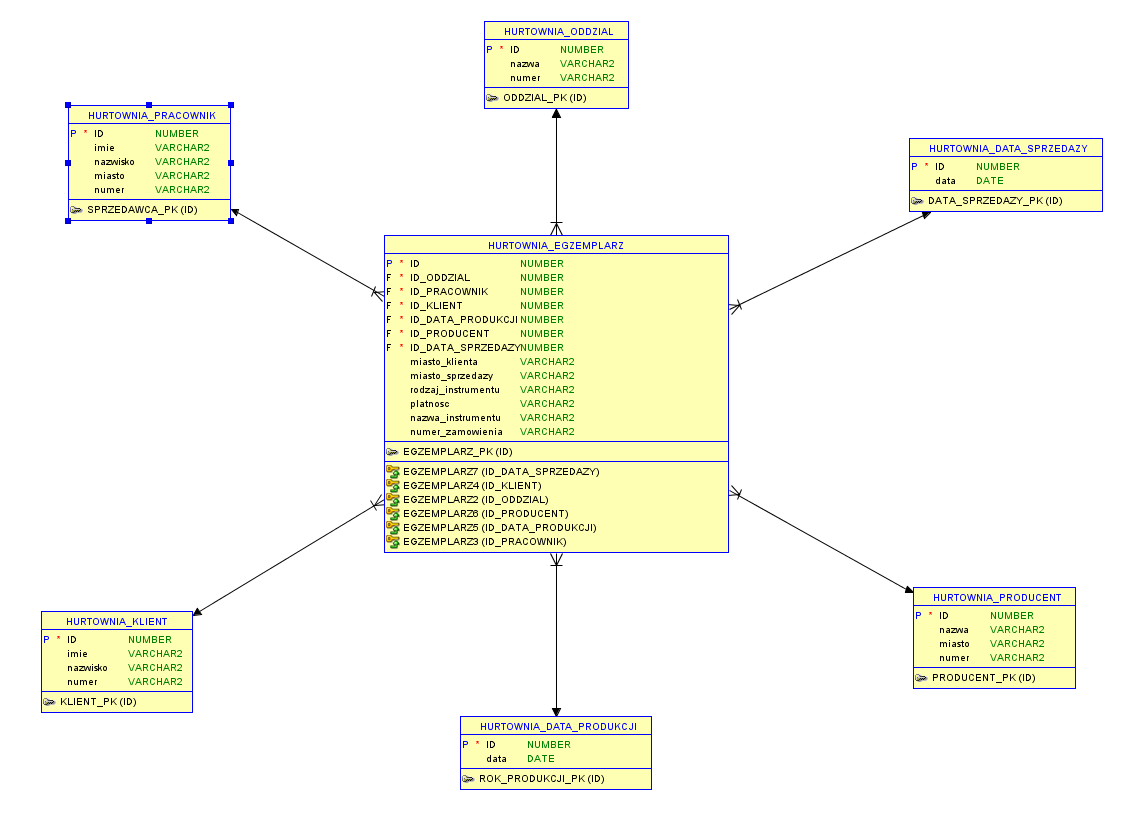 HURTOWNIA_ODDZIAL
P * ID NUMBER
nazwa VARCHAR2
numer VARCHAR2
ODDZIAL_PK (ID)
HURTOWNIA_PRACOWNIK
P * ID NUMBER
imie VARCHAR2
nazwisko VARCHAR2
miasto VARCHAR2
numer VARCHAR2
SPRZEDAWCA_PK (ID)
HURTOWNIA_DATA_SPRZEDAZY
P * ID NUMBER
data DATE
DATA_SPRZEDAZY_PK (ID)
HURTOWNIA_EGZEMPLARZ
P * ID NUMBER
F * ID_ODDZIAL NUMBER
F * ID_PRACOWNIK NUMBER
F * ID_KLIENT NUMBER
F * ID_DATA_PRODUKCJI NUMBER
F * ID_PRODUCENT NUMBER
F * ID_DATA_SPRZEDAZY NUMBER
miasto_klienta VARCHAR2
miasto_sprzedazy VARCHAR2
rodzaj_instrumentu VARCHAR2
platnosc VARCHAR2
nazwa_instrumentu VARCHAR2
numer_zamowienia VARCHAR2
EGZEMPLARZ_PK (ID)
EGZEMPLARZ7 (ID_DATA_SPRZEDAZY)
EGZEMPLARZ4 (ID_KLIENT)
EGZEMPLARZ2 (ID_ODDZIAL)
EGZEMPLARZ6 (ID_PRODUCENT)
EGZEMPLARZ5 (ID_DATA_PRODUKCJI)
EGZEMPLARZ3 (ID_PRACOWNIK)
HURTOWNIA_KLIENT
P * ID NUMBER
imie VARCHAR2
nazwisko VARCHAR2
numer VARCHAR2
KLIENT_PK (ID)
HURTOWNIA_PRODUCENT
P * ID NUMBER
nazwa VARCHAR2
miasto VARCHAR2
numer VARCHAR2
PRODUCENT_PK (ID)
HURTOWNIA_DATA_PRODUKCJI
P * ID NUMBER
data DATE
ROK_PRODUKCJI_PK (ID)